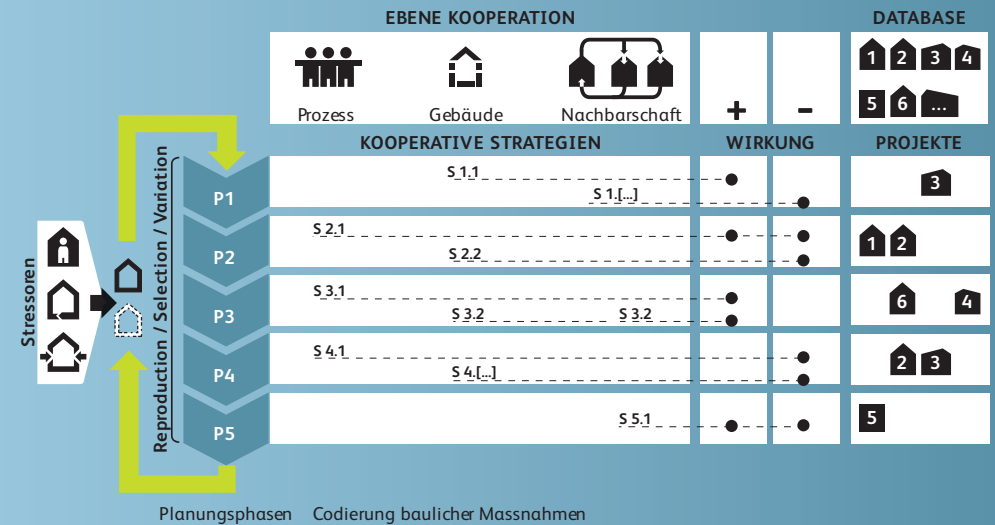 EBENE KOOPERATION
DATABASE
1 2 3 4
5 6 ...
Prozess Gebäude Nachbarschaft + -
KOOPERATIVE STRATEGIEN WIRKUNG PROJEKTE
Stressoren
Reproduction / Selection / Variation
P1
S 1.1
S 1.[...]
3
P2
S 2.1
S 2.2
1 2
P3
S 3.1
S 3.2 S 3.2
6 4
P4
S 4.1
S 4.[...]
2 3
P5
S 5.1
5
Planungsphasen Codierung baulicher Massnahmen